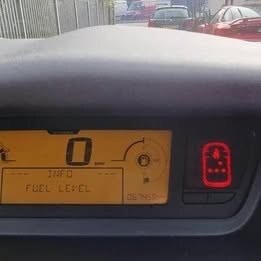 0
-- INFO --
FUEL LEVEL